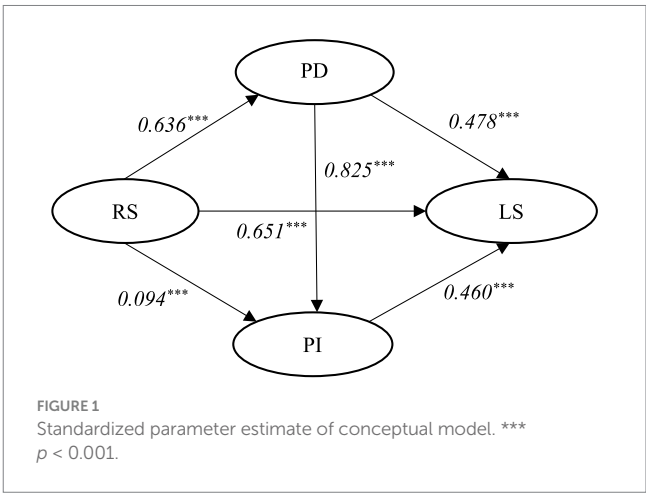 PD
0.636***
0.478***
0.825***
RS
LS
0.651***
0.094***
0.460***
PI
FIGURE 1
Standardized parameter estimate of conceptual model. ***
p < 0.001.